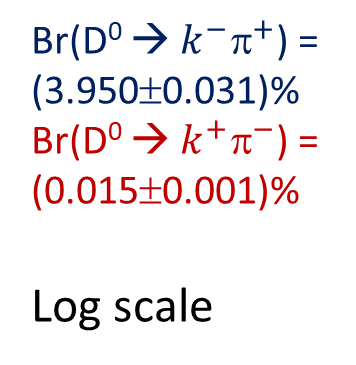 Br(D⁰ → k⁻π⁺) =
(3.950±0.031)%
Br(D⁰ → k⁺π⁻) =
(0.015±0.001)%
Log scale